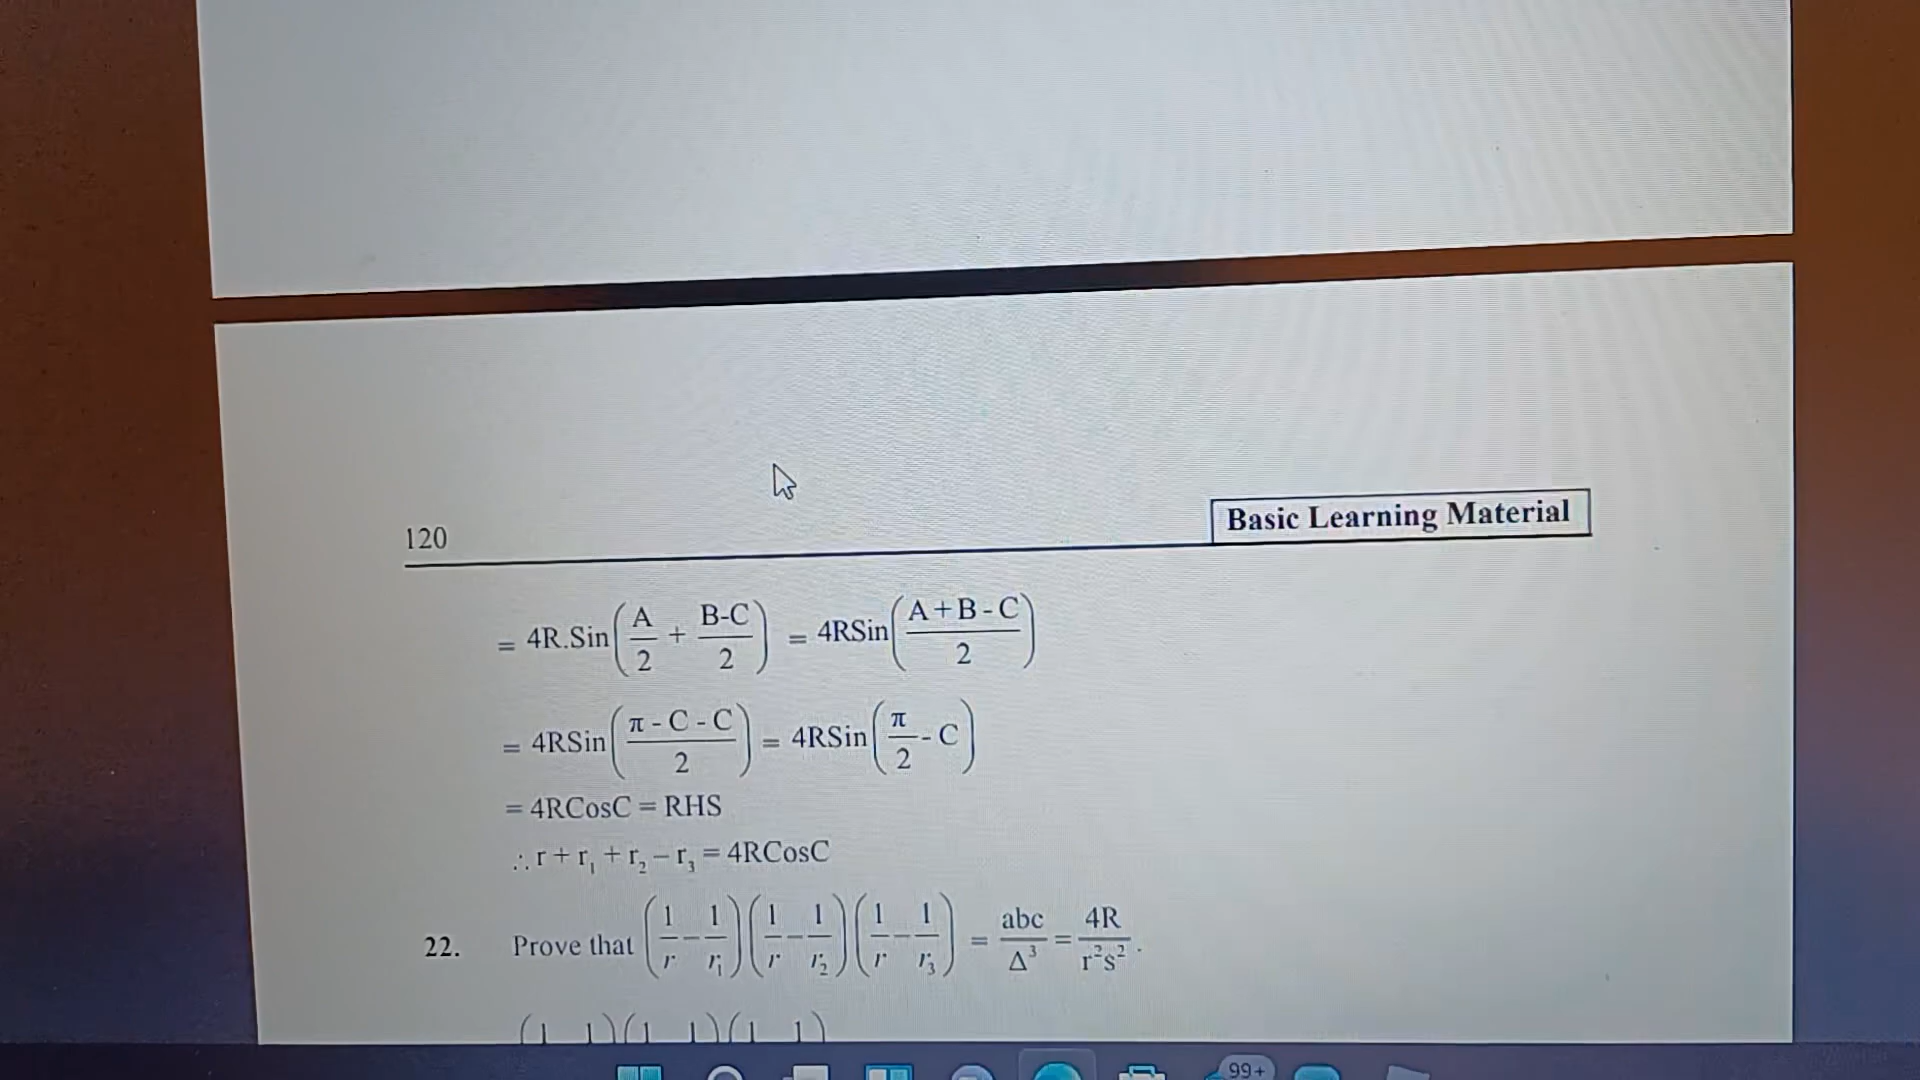 120
Basic Learning Material
= 4R.Sin(A/2 + B-C/2) = 4RSin(A+B-C/2)
= 4RSin(π-C-C/2) = 4RSin(π/2 - C)
= 4RCosC = RHS
∴ r + r₁ + r₂ – r₃ = 4RCosC
22. Prove that (1/r - 1/r₁)(1/r - 1/r₂)(1/r - 1/r₃) = abc/Δ³ = 4R/r²s².
99+